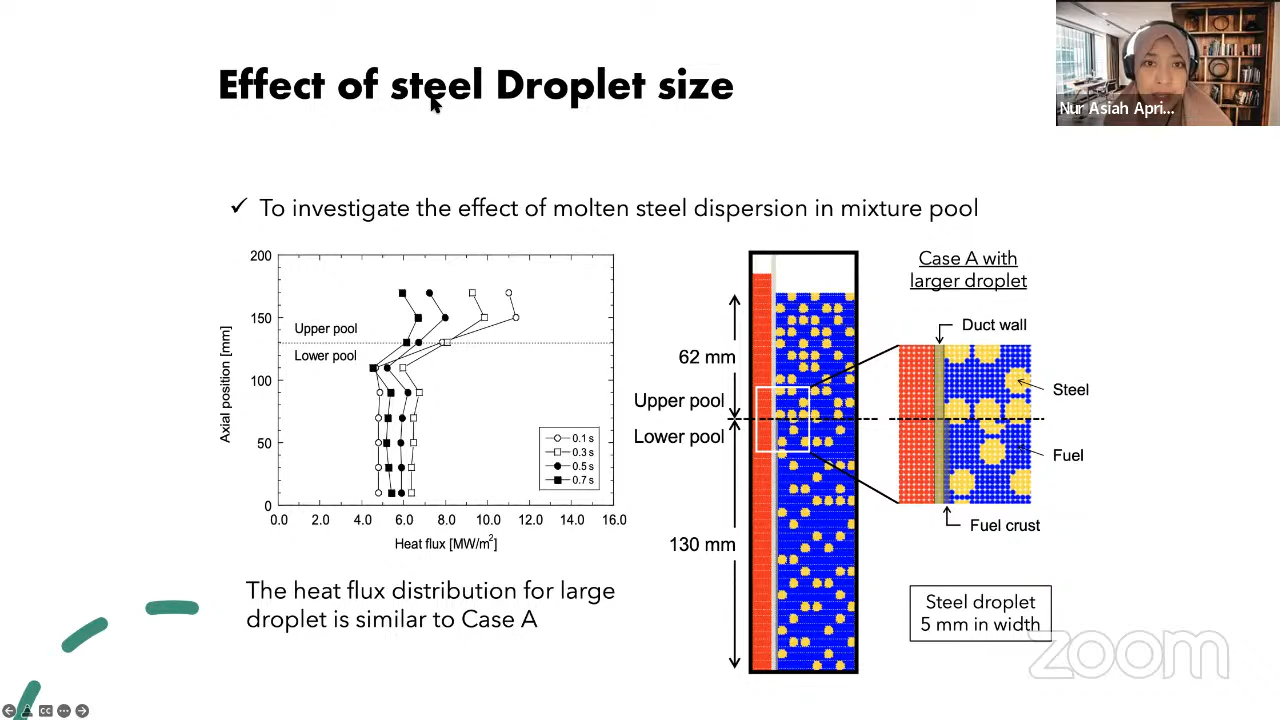 Effect of steel Droplet size
Nur Asiah Apri...
✓ To investigate the effect of molten steel dispersion in mixture pool
200
150
100
50
0
Axial position [mm]
Upper pool
Lower pool
0.1 s
0.3 s
0.5 s
0.7 s
0.0 2.0 4.0 6.0 8.0 10.0 12.0 14.0 16.0
Heat flux [MW/m²]
The heat flux distribution for large
droplet is similar to Case A
62 mm
Upper pool
Lower pool
130 mm
Case A with
larger droplet
Duct wall
Steel
Fuel
Fuel crust
Steel droplet
5 mm in width
zoom
CC